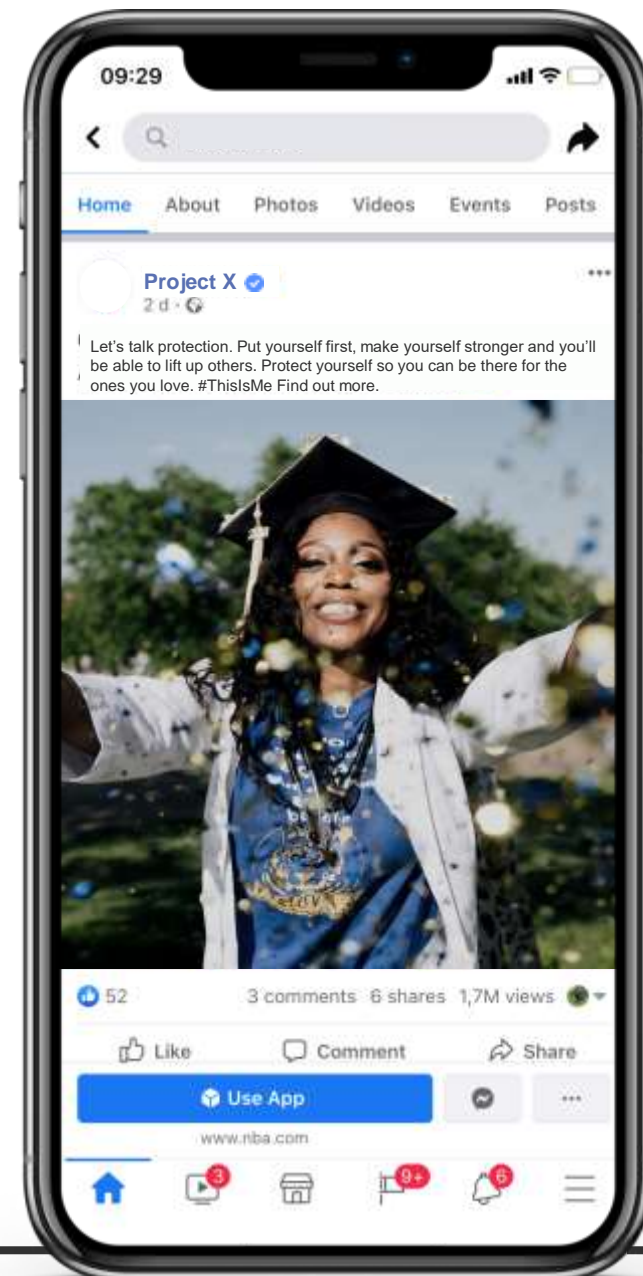 09:29
Home About Photos Videos Events Posts
Project X
2 d
Let's talk protection. Put yourself first, make yourself stronger and you'll
be able to lift up others. Protect yourself so you can be there for the
ones you love. #ThisIsMe Find out more.
52 3 comments 6 shares 1,7M views
Like Comment Share
Use App
www.nba.com
3 9+ 6